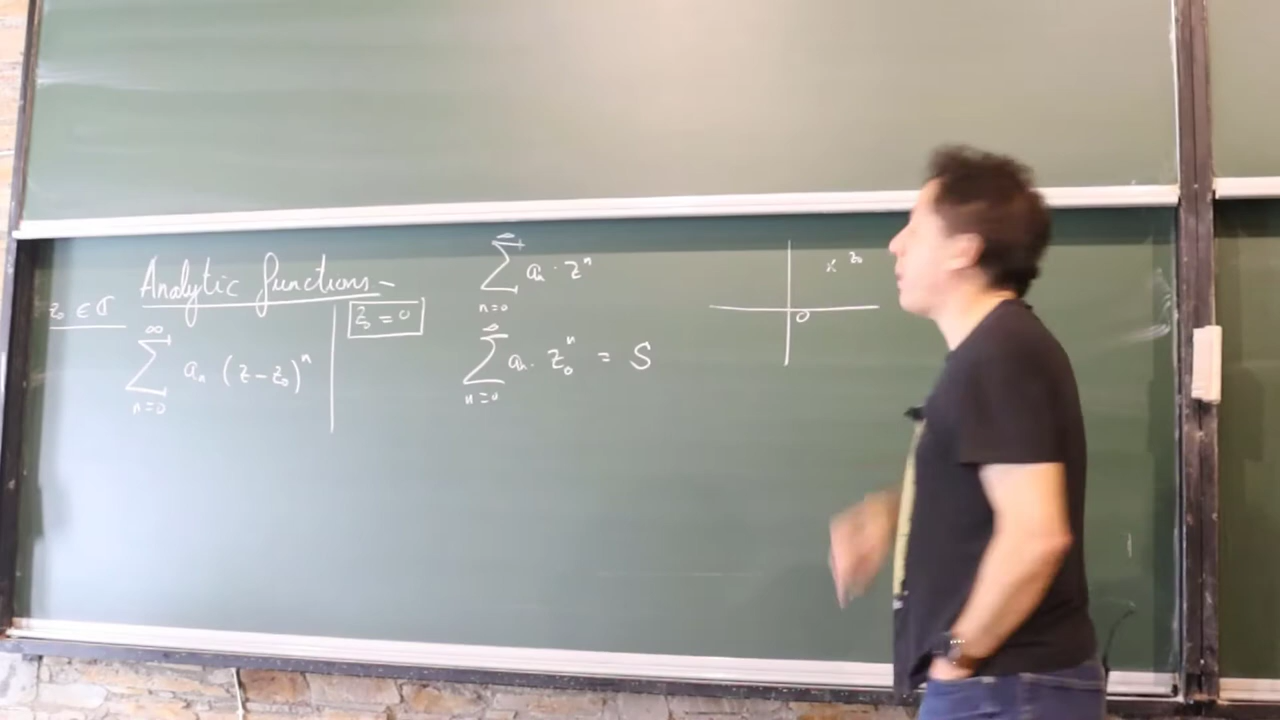 Analytic functions -
z₀ ∈ ℂ
∞
∑ aₙ (z - z₀)ⁿ
n=0
z₀ = 0
∞
∑ aₙ · zⁿ
n=0
∞
∑ aₙ · z₀ⁿ = S
n=0
x z₀
0